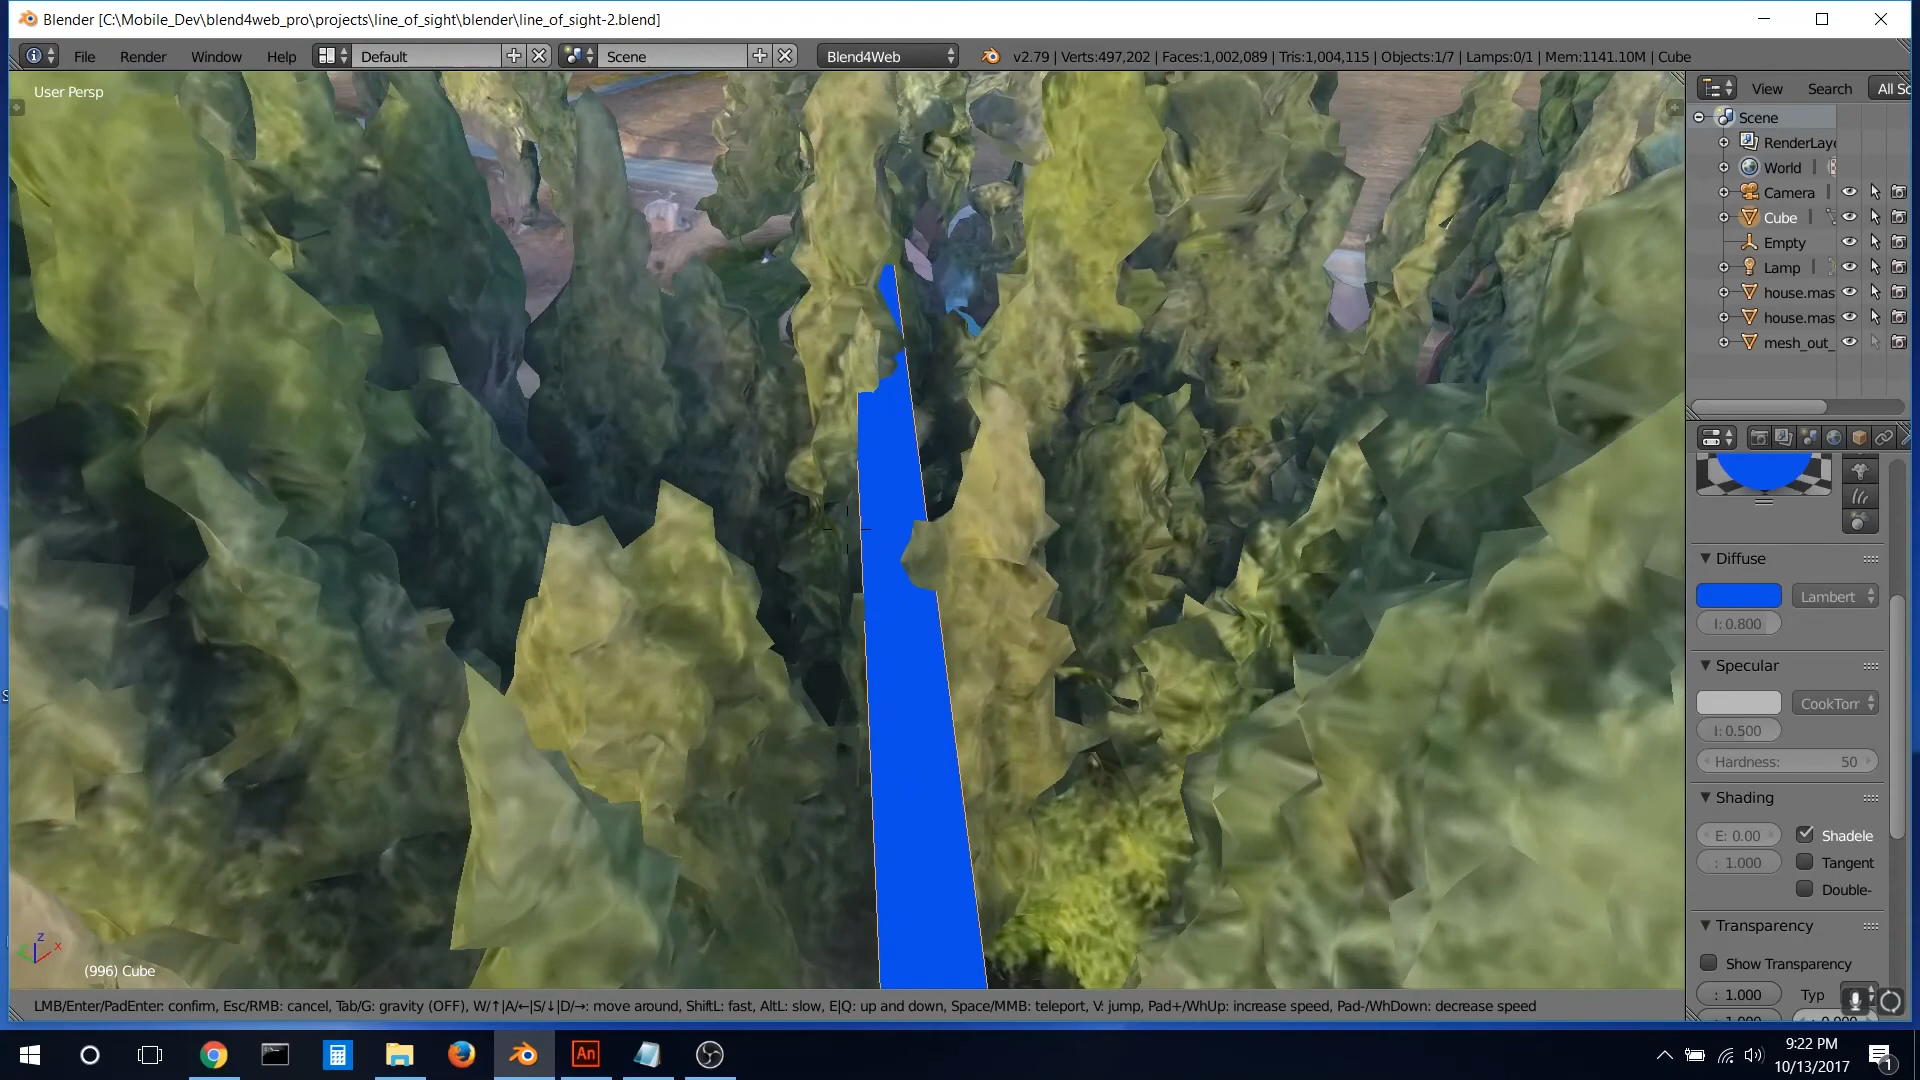 Blender [C:\Mobile_Dev\blend4web_pro\projects\line_of_sight\blender\line_of_sight-2.blend]
File Render Window Help Default Scene Blend4Web v2.79 | Verts:497,202 | Faces:1,002,089 | Tris:1,004,115 | Objects:1/7 | Lamps:0/1 | Mem:1141.10M | Cube
User Persp
View Search All Sc
Scene
RenderLaye
World
Camera
Cube
Empty
Lamp
house.mas
house.mas
mesh_out_
Diffuse
Lambert
I: 0.800
Specular
CookTorr
I: 0.500
Hardness: 50
Shading
E: 0.00 Shadele
: 1.000 Tangent
Double-
Transparency
Show Transparency
: 1.000 Typ
z
x
(996) Cube
LMB/Enter/PadEnter: confirm, Esc/RMB: cancel, Tab/G: gravity (OFF), W/↑|A/←|S/↓|D/→: move around, ShiftL: fast, AltL: slow, E|Q: up and down, Space/MMB: teleport, V: jump, Pad+/WhUp: increase speed, Pad-/WhDown: decrease speed
An
9:22 PM
10/13/2017
1